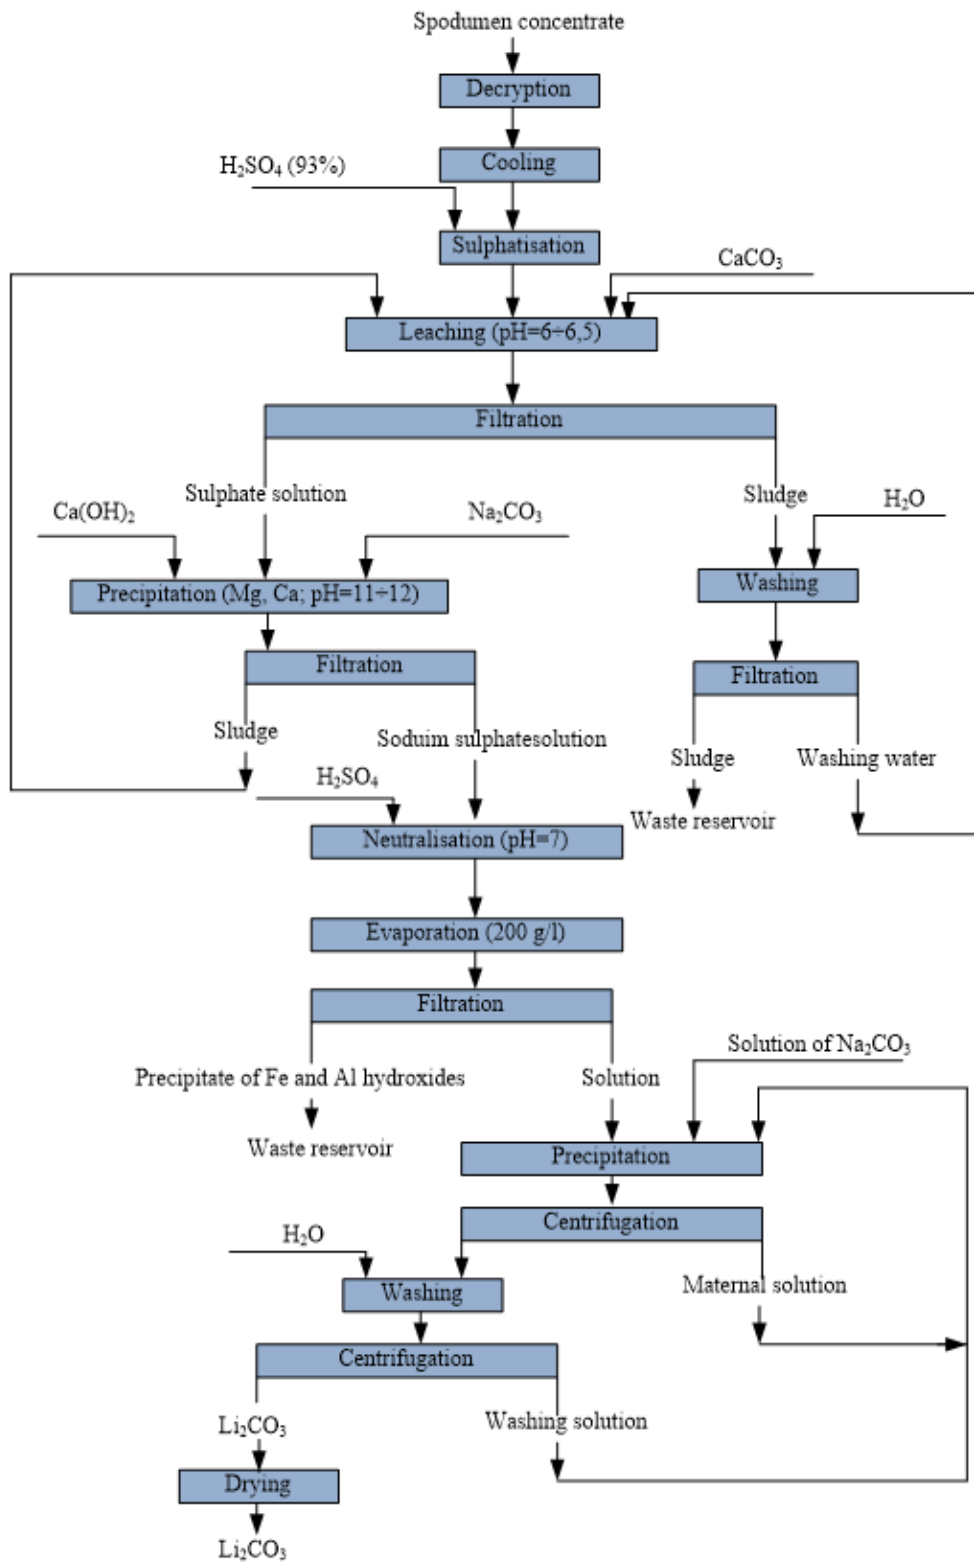 Spodumen concentrate
Decryption
Cooling
H₂SO₄ (93%)
Sulphatisation
CaCO₃
Leaching (pH=6÷6,5)
Filtration
Sulphate solution
Sludge
Ca(OH)₂
Na₂CO₃
H₂O
Precipitation (Mg, Ca; pH=11÷12)
Washing
Filtration
Filtration
Sludge
Soduim sulphatesolution
Sludge
Washing water
H₂SO₄
Waste reservoir
Neutralisation (pH=7)
Evaporation (200 g/l)
Filtration
Solution of Na₂CO₃
Precipitate of Fe and Al hydroxides
Solution
Waste reservoir
Precipitation
Centrifugation
H₂O
Washing
Maternal solution
Centrifugation
Li₂CO₃
Washing solution
Drying
Li₂CO₃